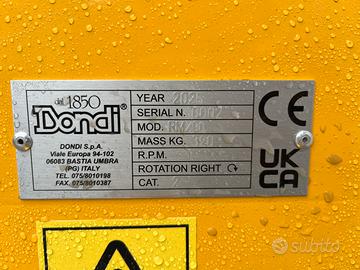 dal 1850
Dondi
DONDI S.p.A.
Viale Europa 94-102
06083 BASTIA UMBRA
(PG) ITALY
TEL. 075/8010198
FAX. 075/8010387
YEAR 2025
SERIAL N.
MOD.
MASS KG.
R.P.M.
ROTATION RIGHT
CAT.
CE
UK
CA
subito